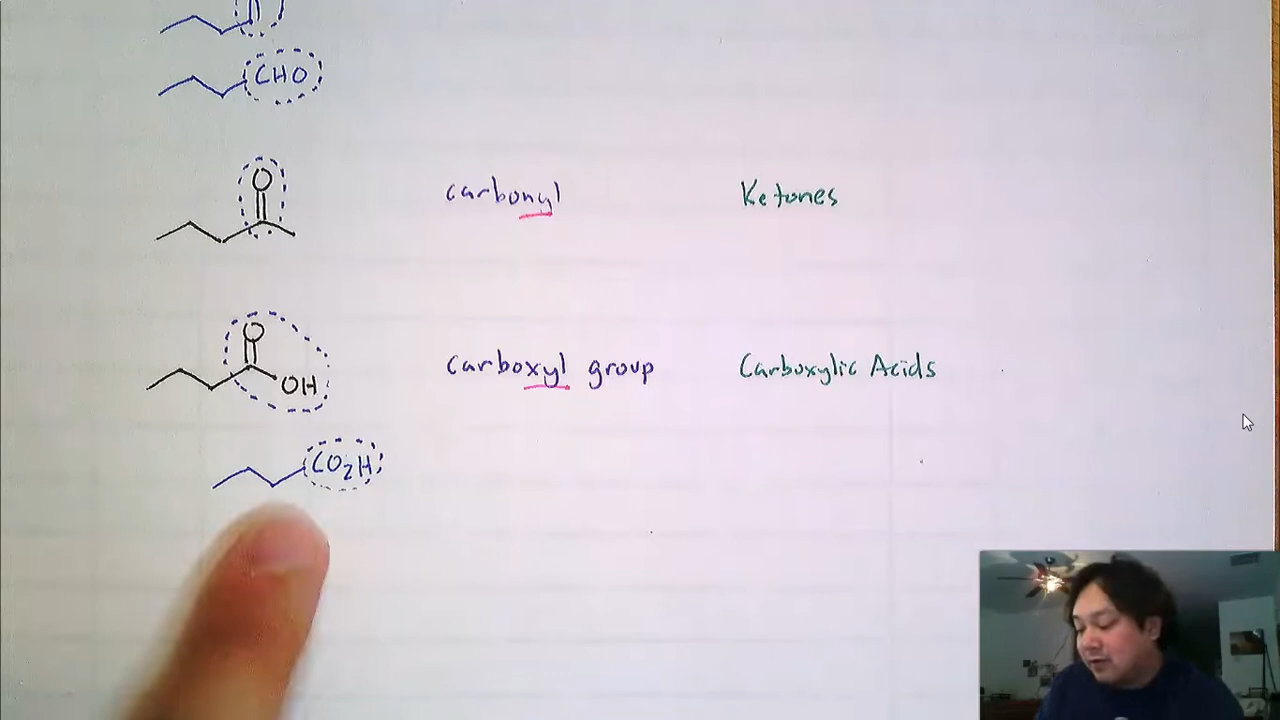 CHO
O
carbonyl Ketones
O
OH
carboxyl group Carboxylic Acids
CO₂H